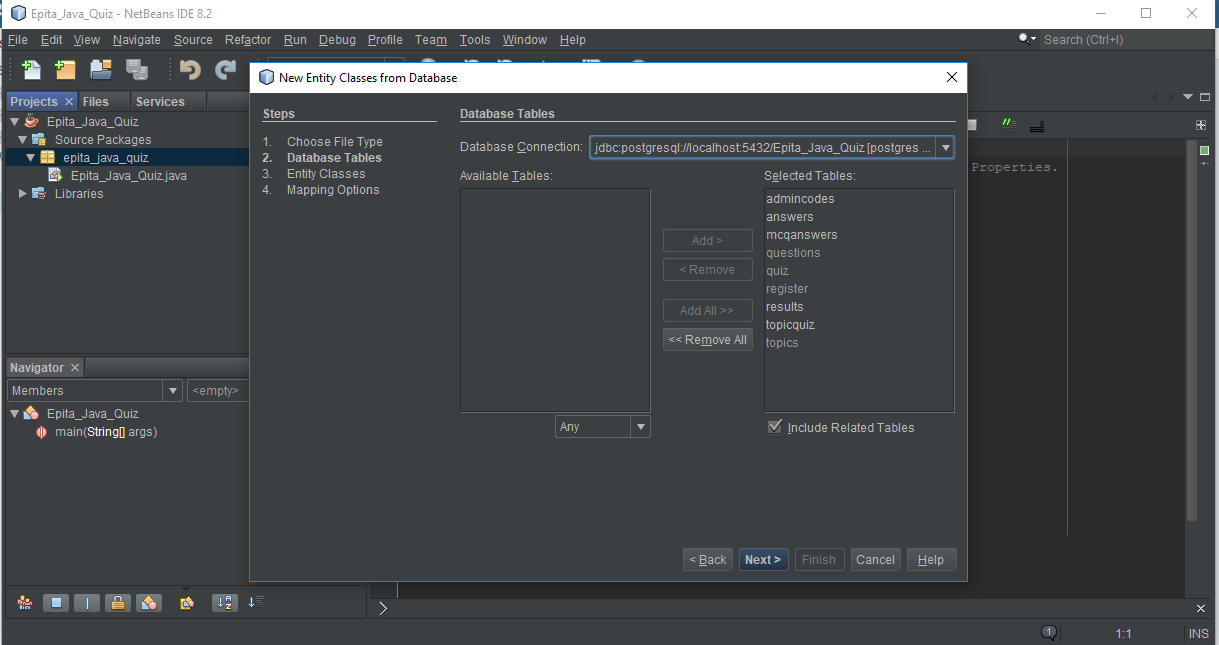 Epita_Java_Quiz - NetBeans IDE 8.2
File Edit View Navigate Source Refactor Run Debug Profile Team Tools Window Help
Search (Ctrl+I)
Projects Files Services
Epita_Java_Quiz
Source Packages
epita_java_quiz
Epita_Java_Quiz.java
Libraries
Navigator
Members
<empty>
Epita_Java_Quiz
main(String[] args)
New Entity Classes from Database
Steps
1. Choose File Type
2. Database Tables
3. Entity Classes
4. Mapping Options
Database Tables
Database Connection: jdbc:postgresql://localhost:5432/Epita_Java_Quiz [postgres ...
Available Tables:
Any
Add >
< Remove
Add All >>
<< Remove All
Selected Tables:
admincodes
answers
mcqanswers
questions
quiz
register
results
topicquiz
topics
Include Related Tables
< Back Next > Finish Cancel Help
Properties.
1
1:1
INS